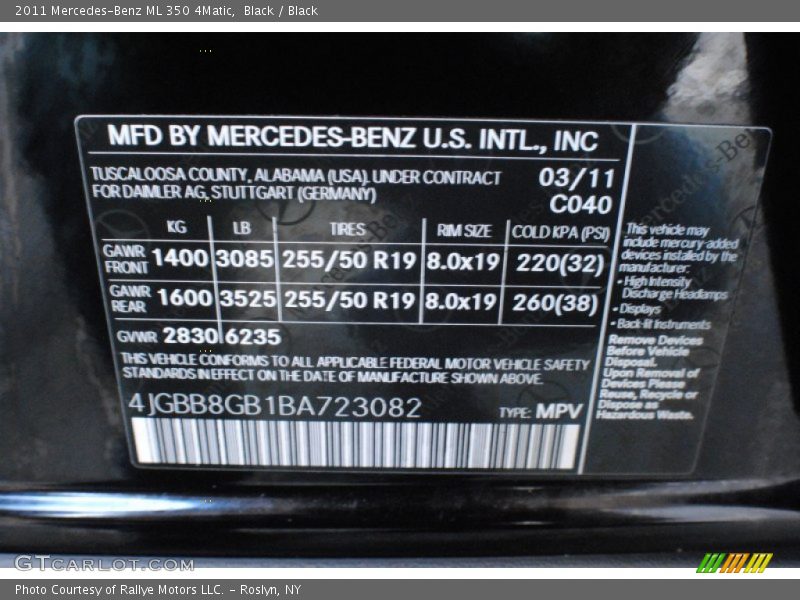 2011 Mercedes-Benz ML 350 4Matic,  Black / Black
MFD BY MERCEDES-BENZ U.S. INTL., INC
TUSCALOOSA COUNTY, ALABAMA (USA) UNDER CONTRACT
FOR DAIMLER AG, STUTTGART (GERMANY)
03/11
C040
KG LB TIRES RIM SIZE COLD KPA (PSI)
GAWR FRONT 1400 3085 255/50 R19 8.0x19 220(32)
GAWR REAR 1600 3525 255/50 R19 8.0x19 260(38)
GVWR 2830 6235
THIS VEHICLE CONFORMS TO ALL APPLICABLE FEDERAL MOTOR VEHICLE SAFETY
STANDARDS IN EFFECT ON THE DATE OF MANUFACTURE SHOWN ABOVE.
4JGBB8GB1BA723082
TYPE: MPV
This vehicle may
include mercury-added
devices installed by the
manufacturer:
• High Intensity
Discharge Headlamps
• Displays
• Back-lit Instruments
Remove Devices
Before Vehicle
Disposal.
Upon Removal of
Devices Please
Reuse, Recycle or
Dispose as
Hazardous Waste.
GTCARLOT.COM
Photo Courtesy of Rallye Motors LLC. - Roslyn, NY